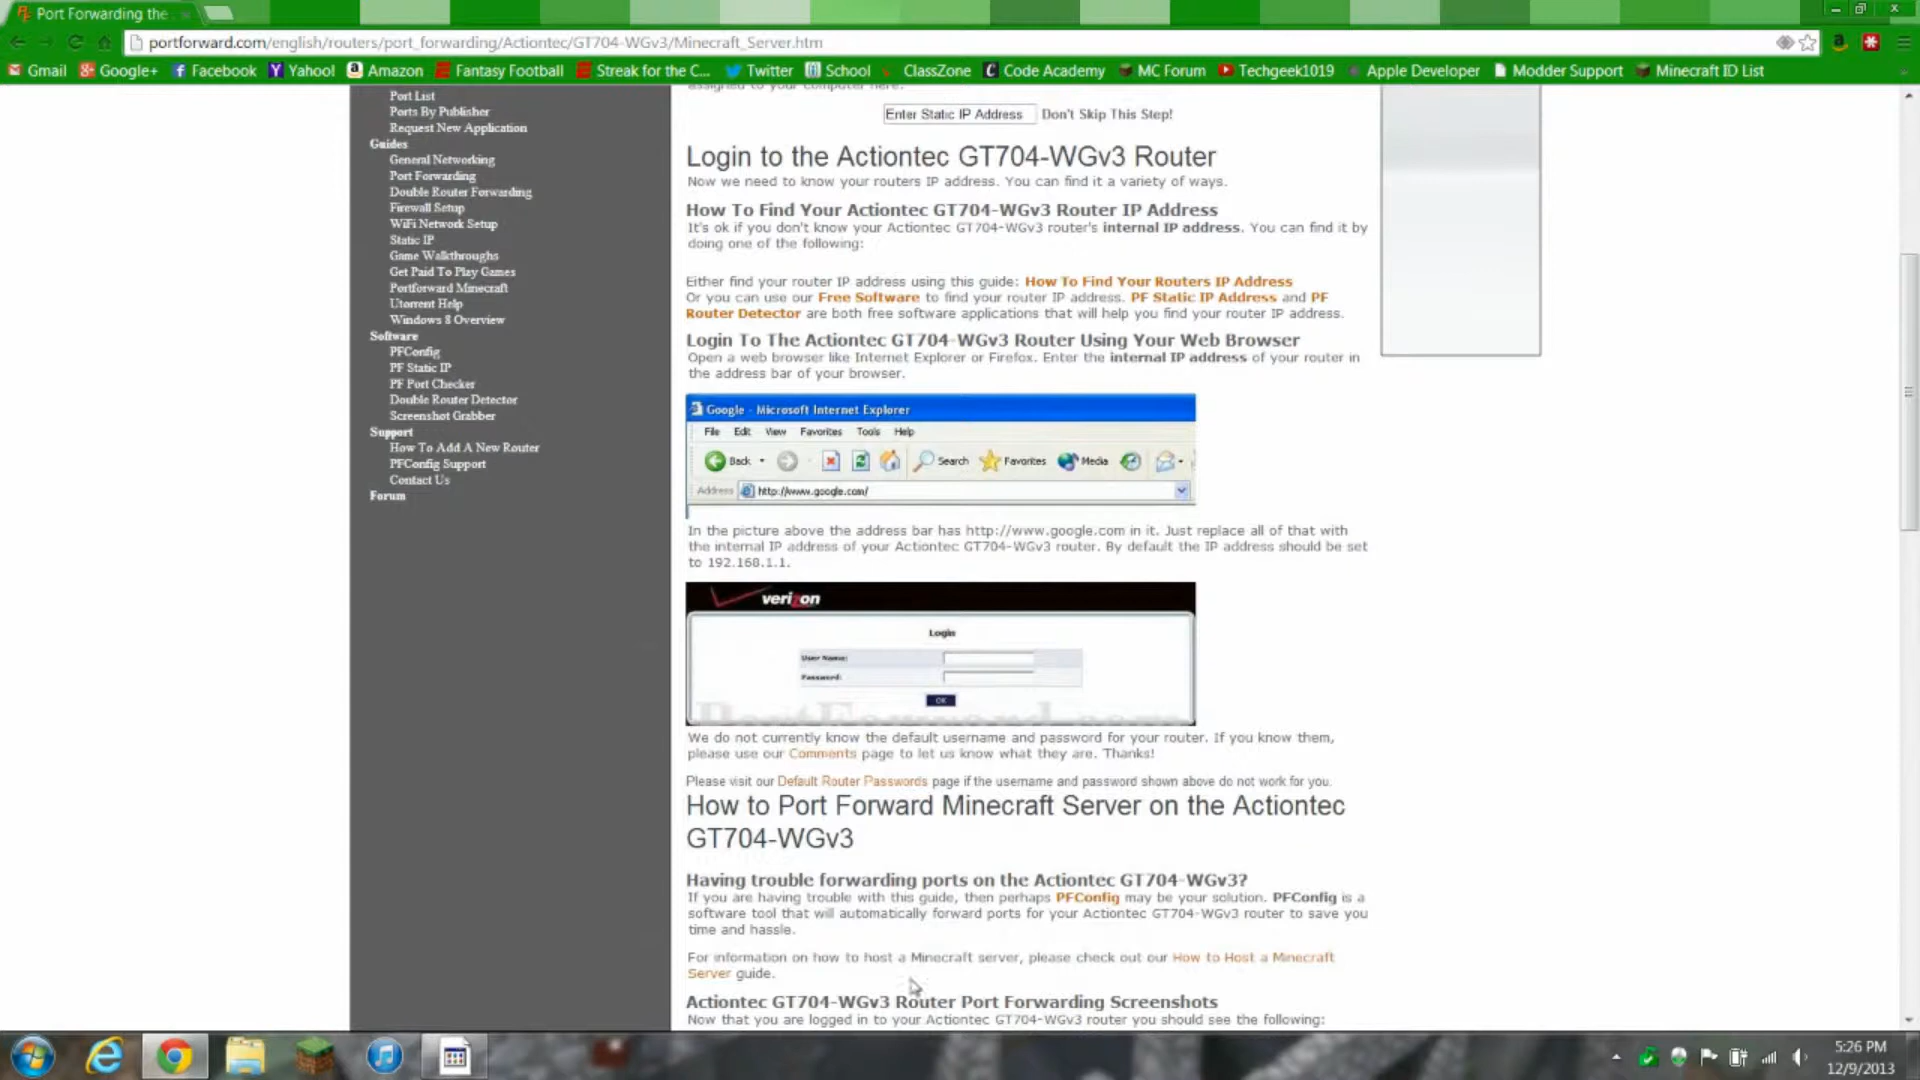 Port Forwarding the
portforward.com/english/routers/port_forwarding/Actiontec/GT704-WGv3/Minecraft_Server.htm
Gmail Google+ Facebook Yahoo! Amazon Fantasy Football Streak for the C... Twitter School ClassZone Code Academy MC Forum Techgeek1019 Apple Developer Modder Support Minecraft ID List
Port List
Ports By Publisher
Request New Application
Guides
General Networking
Port Forwarding
Double Router Forwarding
Firewall Setup
WiFi Network Setup
Static IP
Game Walkthroughs
Get Paid To Play Games
Portforward Minecraft
Utorrent Help
Windows 8 Overview
Software
PFConfig
PF Static IP
PF Port Checker
Double Router Detector
Screenshot Grabber
Support
How To Add A New Router
PFConfig Support
Contact Us
Forum
assigned to your computer here:
Enter Static IP Address Don't Skip This Step!
Login to the Actiontec GT704-WGv3 Router
Now we need to know your routers IP address. You can find it a variety of ways.
How To Find Your Actiontec GT704-WGv3 Router IP Address
It's ok if you don't know your Actiontec GT704-WGv3 router's internal IP address. You can find it by
doing one of the following:
Either find your router IP address using this guide: How To Find Your Routers IP Address
Or you can use our Free Software to find your router IP address. PF Static IP Address and PF
Router Detector are both free software applications that will help you find your router IP address.
Login To The Actiontec GT704-WGv3 Router Using Your Web Browser
Open a web browser like Internet Explorer or Firefox. Enter the internal IP address of your router in
the address bar of your browser.
Google - Microsoft Internet Explorer
File Edit View Favorites Tools Help
Back Search Favorites Media
Address http://www.google.com/
In the picture above the address bar has http://www.google.com in it. Just replace all of that with
the internal IP address of your Actiontec GT704-WGv3 router. By default the IP address should be set
to 192.168.1.1.
verizon
Login
User Name:
Password:
OK
PortForward.com
We do not currently know the default username and password for your router. If you know them,
please use our Comments page to let us know what they are. Thanks!
Please visit our Default Router Passwords page if the username and password shown above do not work for you.
How to Port Forward Minecraft Server on the Actiontec
GT704-WGv3
Having trouble forwarding ports on the Actiontec GT704-WGv3?
If you are having trouble with this guide, then perhaps PFConfig may be your solution. PFConfig is a
software tool that will automatically forward ports for your Actiontec GT704-WGv3 router to save you
time and hassle.
For information on how to host a Minecraft server, please check out our How to Host a Minecraft
Server guide.
Actiontec GT704-WGv3 Router Port Forwarding Screenshots
Now that you are logged in to your Actiontec GT704-WGv3 router you should see the following:
5:26 PM
12/9/2013